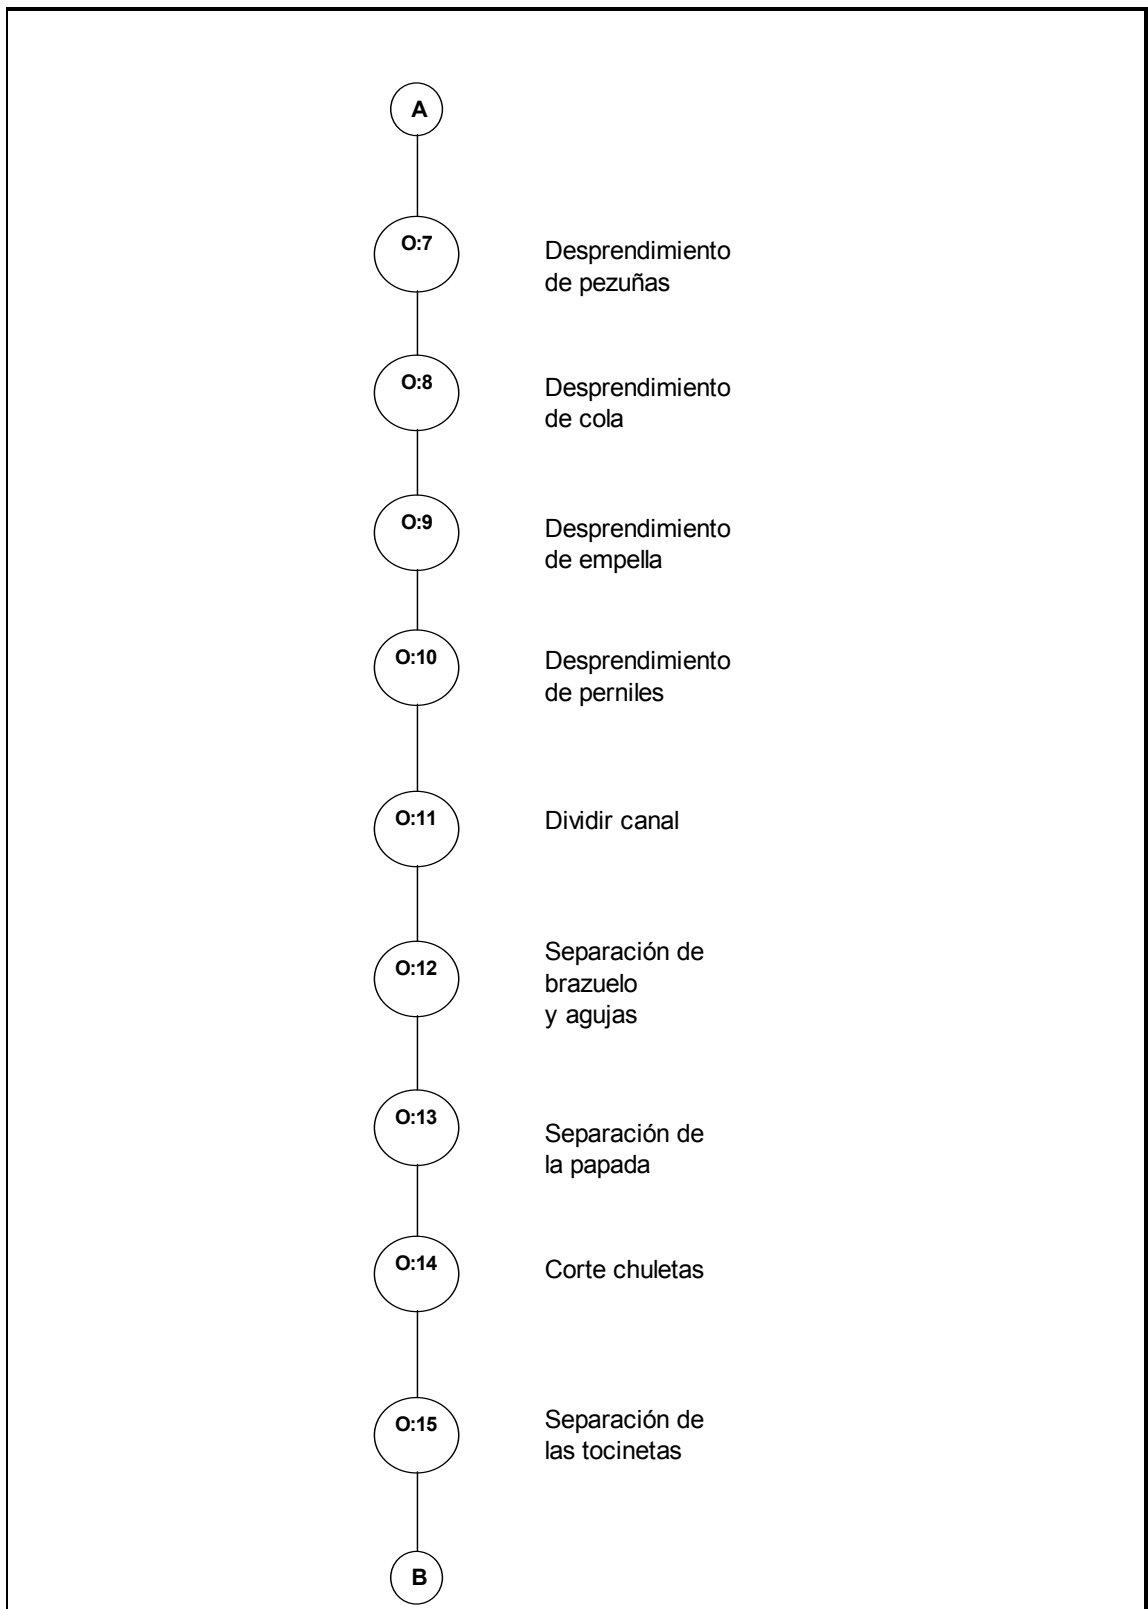 A
O:7
Desprendimiento
de pezuñas
O:8
Desprendimiento
de cola
O:9
Desprendimiento
de empella
O:10
Desprendimiento
de perniles
O:11
Dividir canal
O:12
Separación de
brazuelo
y agujas
O:13
Separación de
la papada
O:14
Corte chuletas
O:15
Separación de
las tocinetas
B